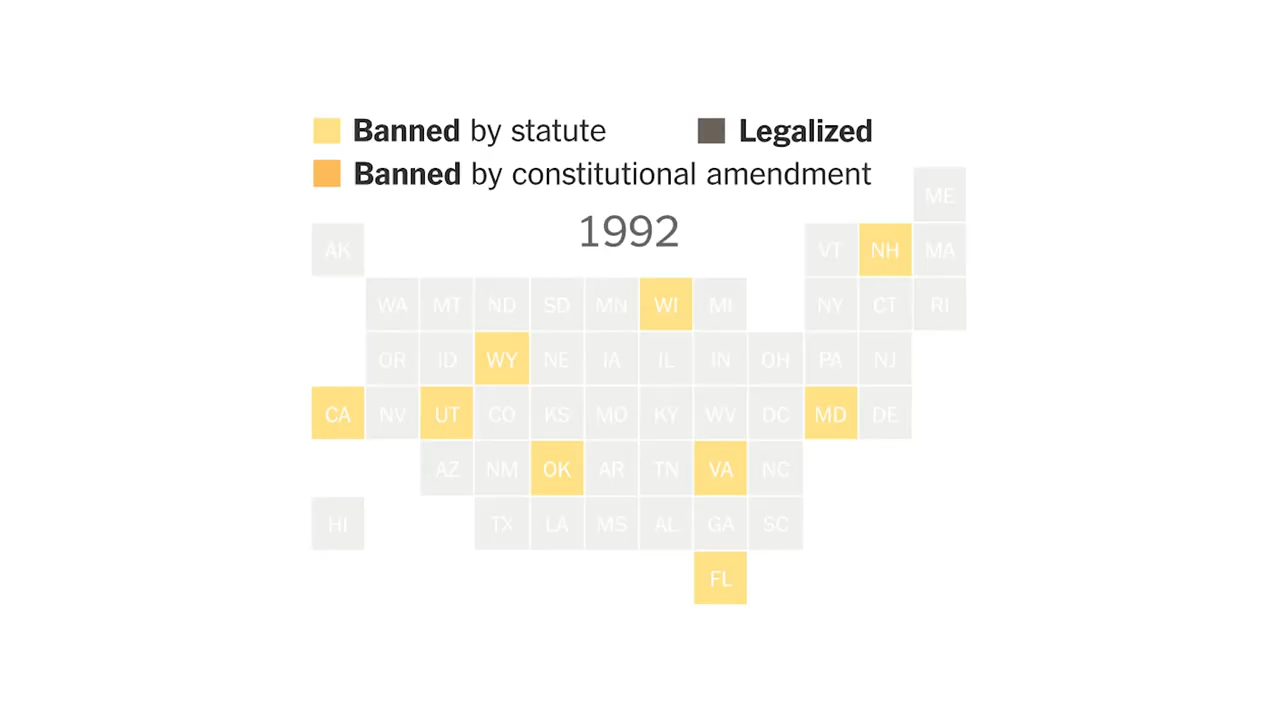 Banned by statute
Legalized
Banned by constitutional amendment
ME
1992
AK
VT NH MA
WA MT ND SD MN WI MI NY CT RI
OR ID WY NE IA IL IN OH PA NJ
CA NV UT CO KS MO KY WV DC MD DE
AZ NM OK AR TN VA NC
HI TX LA MS AL GA SC
FL